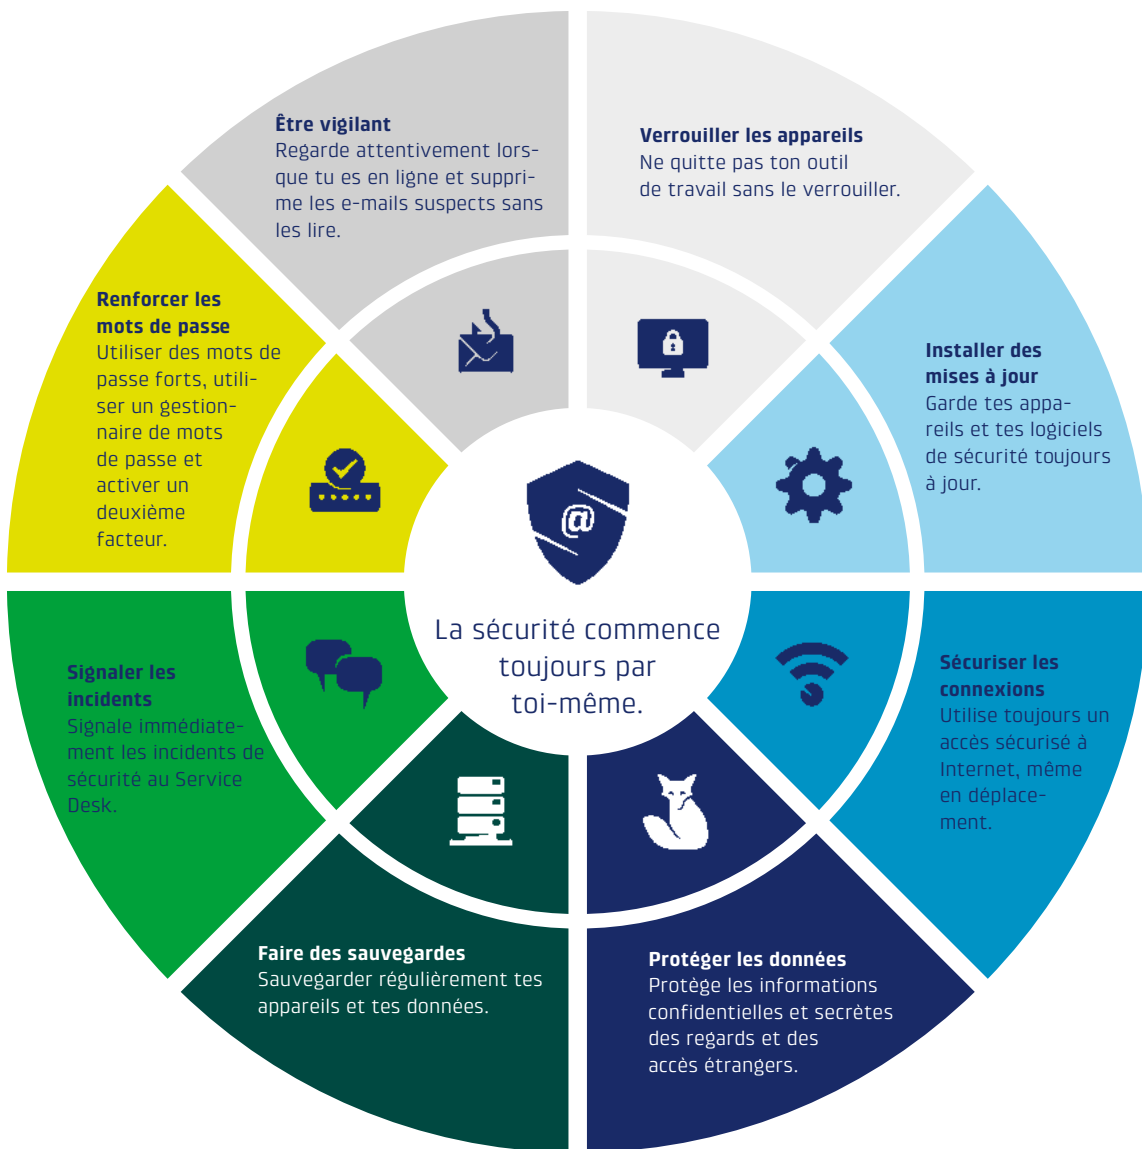 Être vigilant
Regarde attentivement lors-
que tu es en ligne et suppri-
me les e-mails suspects sans
les lire.
Verrouiller les appareils
Ne quitte pas ton outil
de travail sans le verrouiller.
Installer des
mises à jour
Garde tes appa-
reils et tes logiciels
de sécurité toujours
à jour.
Sécuriser les
connexions
Utilise toujours un
accès sécurisé à
Internet, même
en déplace-
ment.
Protéger les données
Protège les informations
confidentielles et secrètes
des regards et des
accès étrangers.
Faire des sauvegardes
Sauvegarder régulièrement tes
appareils et tes données.
Signaler les
incidents
Signale immédiate-
ment les incidents de
sécurité au Service
Desk.
Renforcer les
mots de passe
Utiliser des mots de
passe forts, utili-
ser un gestion-
naire de mots
de passe et
activer un
deuxième
facteur.
@
La sécurité commence
toujours par
toi-même.